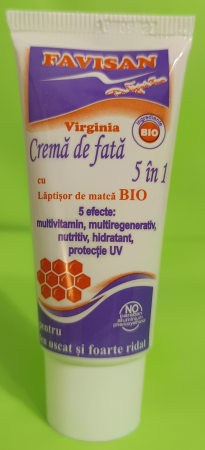 FAVISAN
Virginia
Cremă de față
5 în 1
BIO
cu
Lăptișor de matcă BIO
5 efecte:
multivitamin, multiregenerativ,
nutritiv, hidratant,
protecție UV
NO
pentru
uscat și foarte ridat